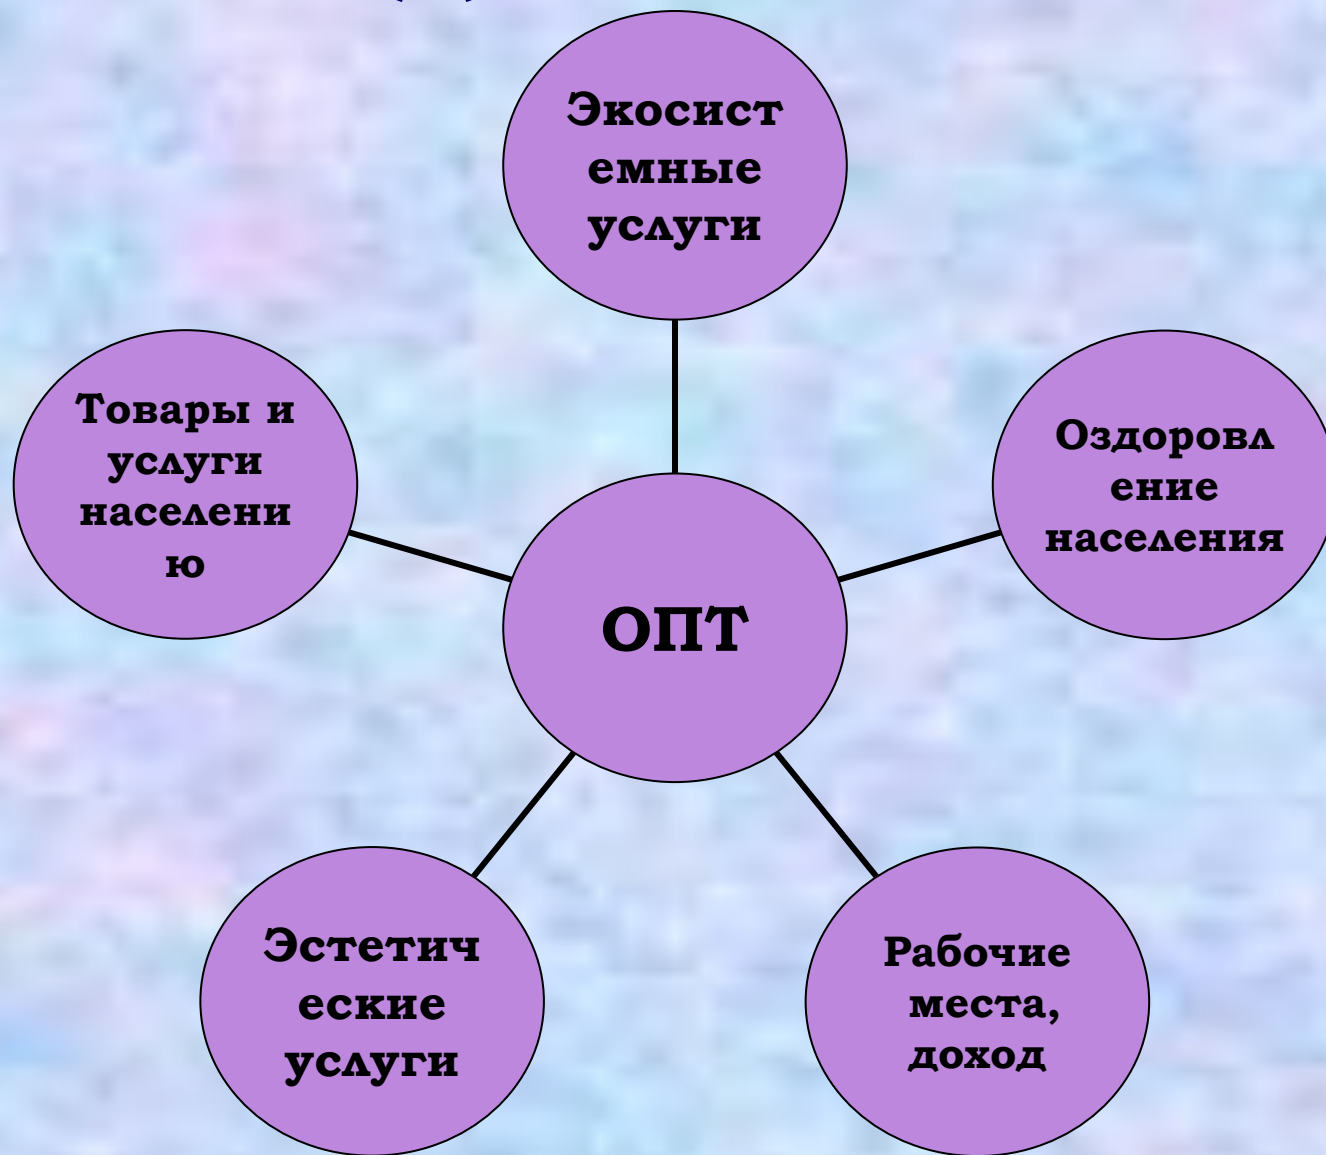 Экосист
емные
услуги
Товары и
услуги
населени
ю
Оздоровл
ение
населения
ОПТ
Эстетич
еские
услуги
Рабочие
места,
доход